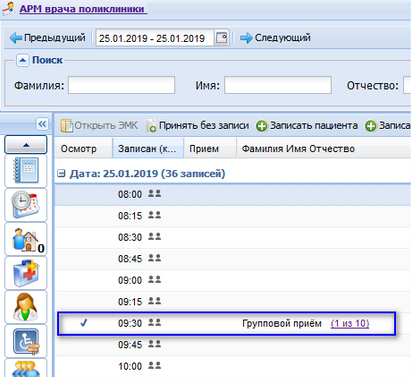 АРМ врача поликлиники
Предыдущий 25.01.2019 - 25.01.2019 Следующий
Поиск
Фамилия: Имя: Отчество:
Открыть ЭМК Принять без записи Записать пациента Записа
Осмотр Записан (к... Прием Фамилия Имя Отчество
Дата: 25.01.2019 (36 записей)
08:00
08:15
08:30
08:45
0
09:00
09:15
09:30 Групповой приём (1 из 10)
09:45
10:00